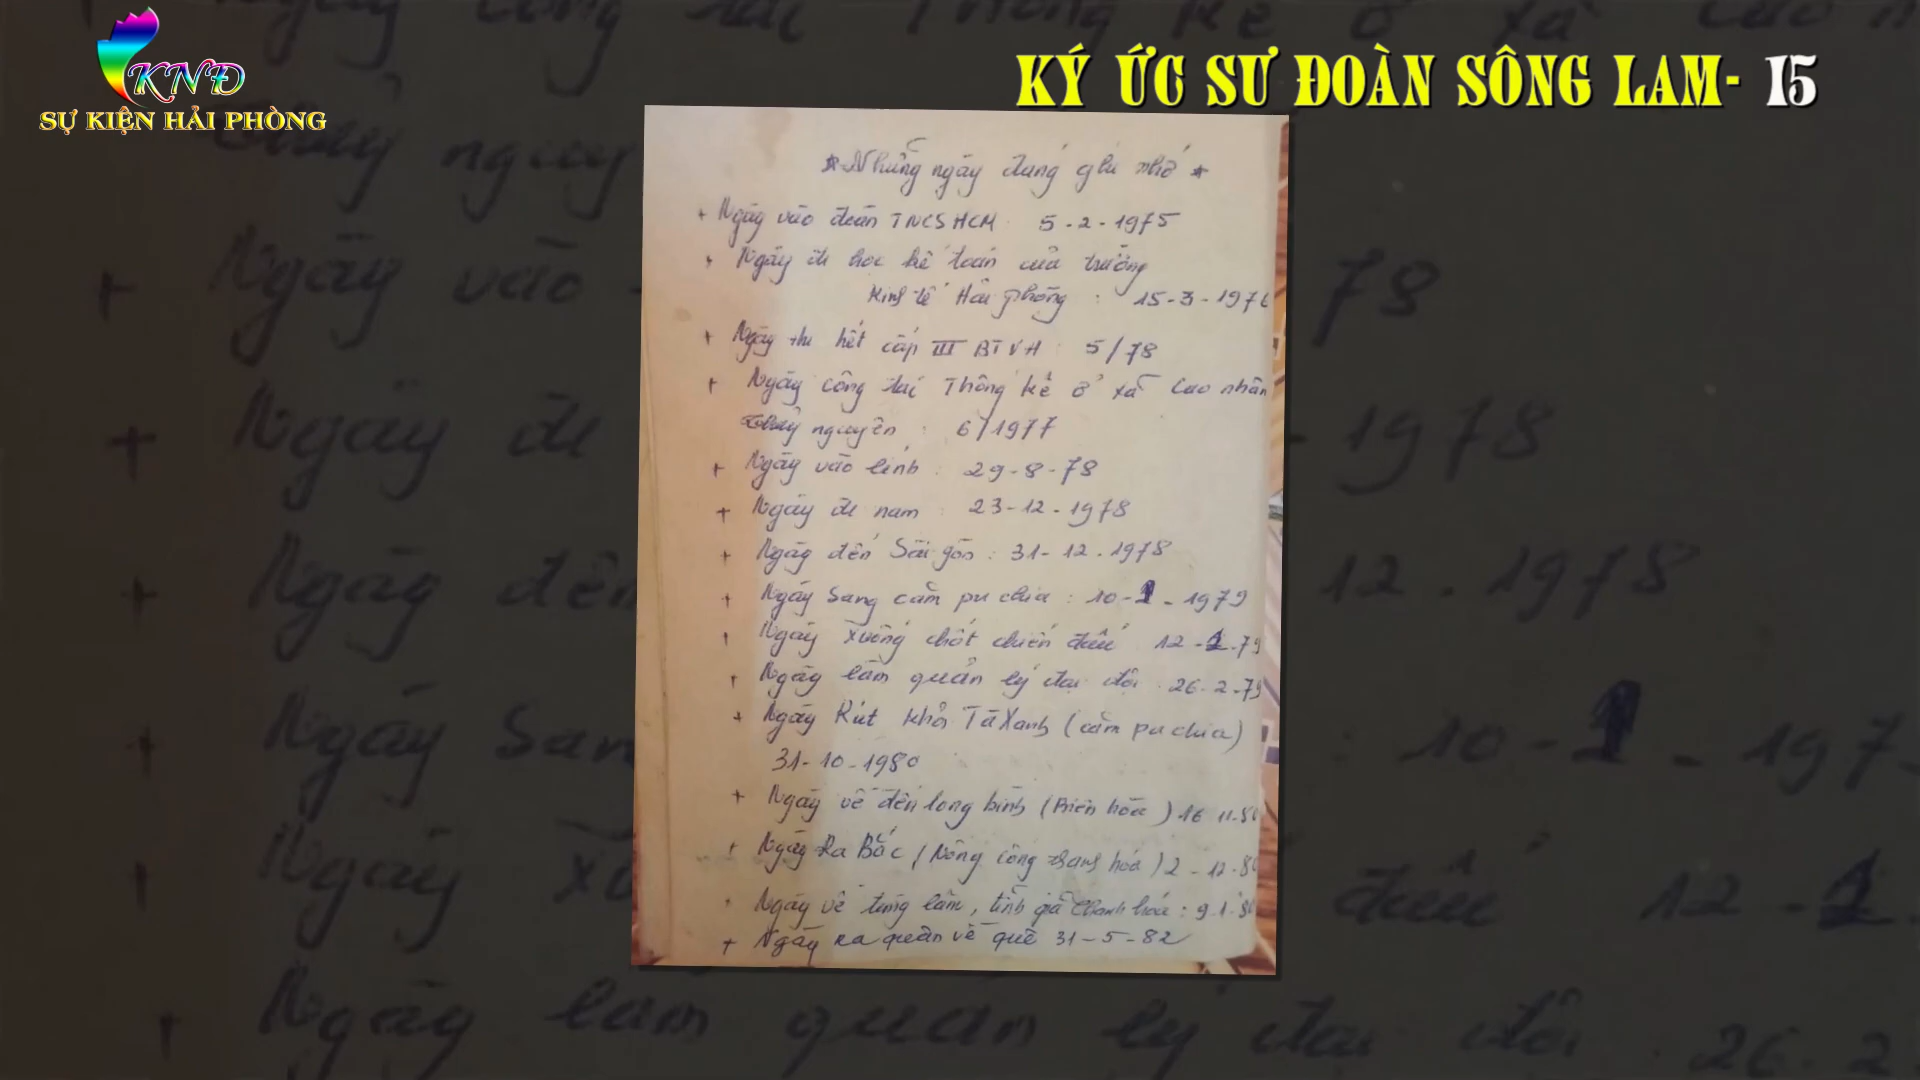 KNĐ
SỰ KIỆN HẢI PHÒNG
KÝ ỨC SƯ ĐOÀN SÔNG LAM- 15
* Những ngày đáng ghi nhớ *
+ Ngày vào đoàn TNCSHCM : 5-2-1975
+ Ngày đi học kế toán của trường
Kinh tế Hải phòng : 15-3-1976
+ Ngày thi hết cấp III BTVH : 5/78
+ Ngày công tác Thống kê ở xã Cao nhân
Thủy nguyên : 6/1977
+ Ngày vào lính : 29-8-78
+ Ngày đi nam : 23-12-1978
+ Ngày đến Sài gòn : 31-12-1978
+ Ngày sang căm pu chia : 10-1-1979
+ Ngày xuống chốt chiến đấu 12-1-79
+ Ngày làm quản lý đại đội : 26-2-79
+ Ngày Rút khỏi Tà Xanh (căm pu chia)
31-10-1980
+ Ngày về đến long bình (Biên hòa) 16-11-80
+ Ngày Ra Bắc (Nông cống thanh hóa) 2-12-80
+ Ngày về tùng lâm, tĩnh gia thanh hóa : 9.1.
+ Ngày ra quân về quê 31-5-82